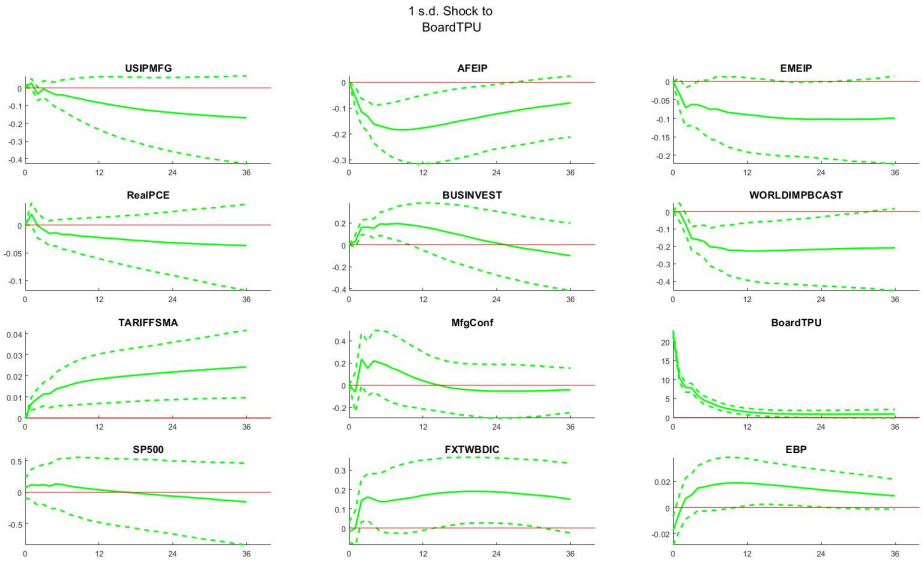 1 s.d. Shock to
BoardTPU
USIPMFG
0
-0.1
-0.2
-0.3
-0.4
0 12 24 36
AFEIP
0
-0.1
-0.2
-0.3
0 12 24 36
EMEIP
0
-0.05
-0.1
-0.15
-0.2
0 12 24 36
RealPCE
0
-0.05
-0.1
0 12 24 36
BUSINVEST
0.2
0
-0.2
-0.4
0 12 24 36
WORLDIMPBCAST
0
-0.1
-0.2
-0.3
-0.4
0 12 24 36
TARIFFSMA
0.04
0.03
0.02
0.01
0
0 12 24 36
MfgConf
0.4
0.2
0
-0.2
0 12 24 36
BoardTPU
20
15
10
5
0
0 12 24 36
SP500
0.5
0
-0.5
0 12 24 36
FXTWBDIC
0.3
0.2
0.1
0
0 12 24 36
EBP
0.02
0
-0.02
0 12 24 36